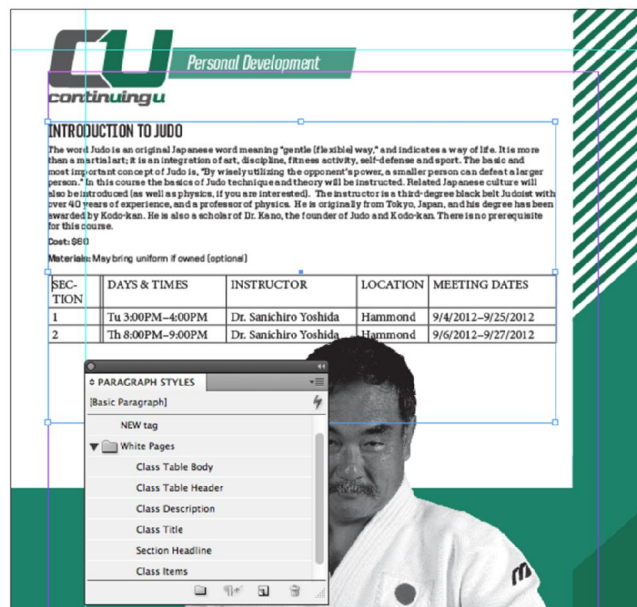 CU
Personal Development
continuingu
INTRODUCTION TO JUDO
The word Judo is an original Japanese word meaning "gentle (flexible) way," and indicates a way of life. It is more
than a martial art; it is an integration of art, discipline, fitness activity, self-defense and sport. The basic and
most important concept of Judo is, "By wisely utilizing the opponent's power, a smaller person can defeat a larger
person." In this course the basics of Judo technique and theory will be instructed. Related Japanese culture will
also be introduced (as well as physics, if you are interested). The instructor is a third-degree black belt Judoist with
over 40 years of experience, and a professor of physics. He is originally from Tokyo, Japan, and his degree has been
awarded by Kodo-kan. He is also a scholar of Dr. Kano, the founder of Judo and Kodo-kan. There is no prerequisite
for this course.
Cost: $60
Materials: May bring uniform if owned (optional)
SEC-
TION DAYS & TIMES INSTRUCTOR LOCATION MEETING DATES
1 Tu 3:00PM–4:00PM Dr. Sanichiro Yoshida Hammond 9/4/2012–9/25/2012
2 Th 8:00PM–9:00PM Dr. Sanichiro Yoshida Hammond 9/6/2012–9/27/2012
PARAGRAPH STYLES
[Basic Paragraph]
NEW tag
White Pages
Class Table Body
Class Table Header
Class Description
Class Title
Section Headline
Class Items